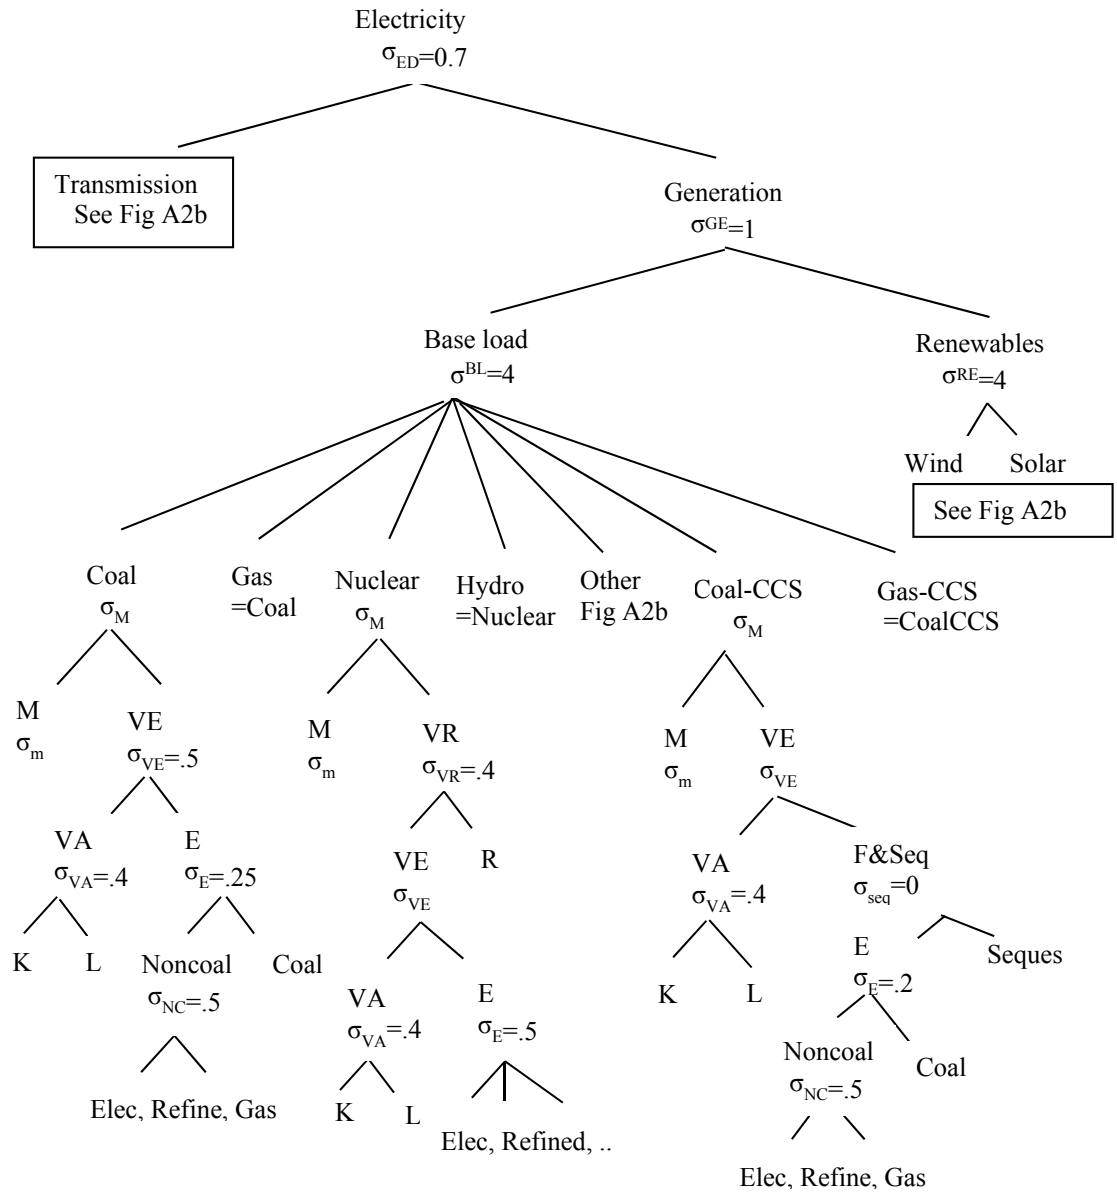 Electricity
σED=0.7
Transmission
See Fig A2b
Generation
σGE=1
Base load
σBL=4
Renewables
σRE=4
Wind Solar
See Fig A2b
Coal
σM
Gas
=Coal
Nuclear
σM
Hydro
=Nuclear
Other
Fig A2b
Coal-CCS
σM
Gas-CCS
=CoalCCS
M
σm
VE
σVE=.5
M
σm
VR
σVR=.4
M
σm
VE
σVE
VA
σVA=.4
E
σE=.25
VE
σVE
R
VA
σVA=.4
F&Seq
σseq=0
K L
Noncoal
σNC=.5
Coal
VA
σVA=.4
E
σE=.5
K L
E
σE=.2
Seques
Elec, Refine, Gas
K L
Elec, Refined, ..
Noncoal
σNC=.5
Coal
Elec, Refine, Gas